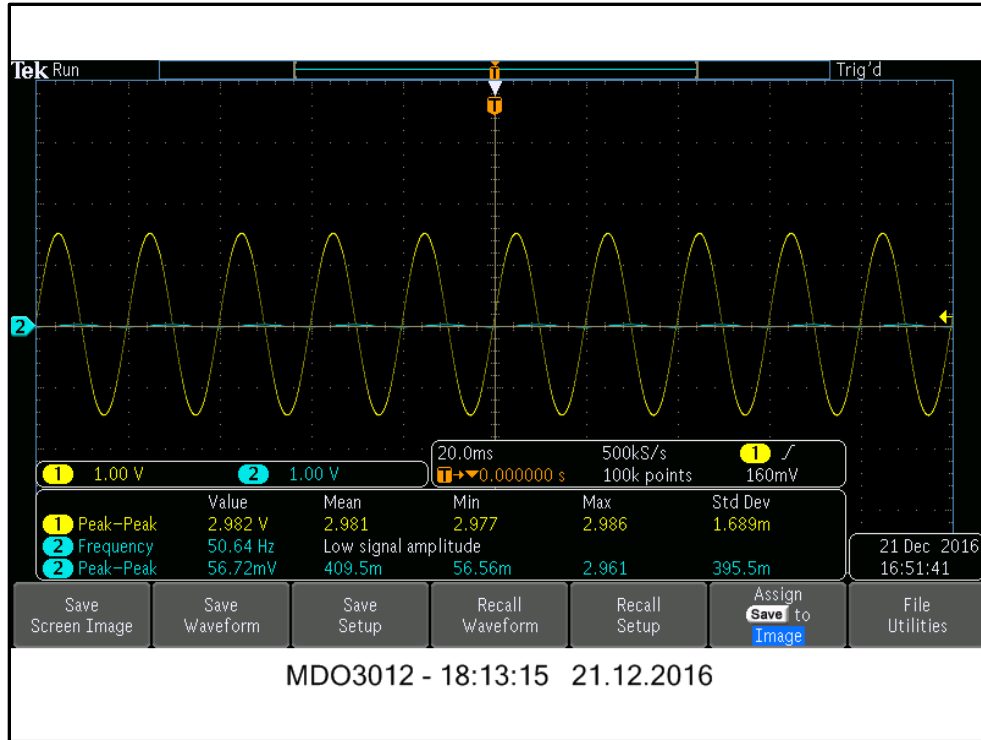 Tek Run Trig'd
T
T
2
1 1.00 V 2 1.00 V
20.0ms 500kS/s 1
T→▼0.000000 s 100k points 160mV
Value Mean Min Max Std Dev
1 Peak-Peak 2.982 V 2.981 2.977 2.986 1.689m
2 Frequency 50.64 Hz Low signal amplitude
2 Peak-Peak 56.72mV 409.5m 56.56m 2.961 395.5m
21 Dec 2016
16:51:41
Save
Screen Image
Save
Waveform
Save
Setup
Recall
Waveform
Recall
Setup
Assign
Save to
Image
File
Utilities
MDO3012 - 18:13:15 21.12.2016